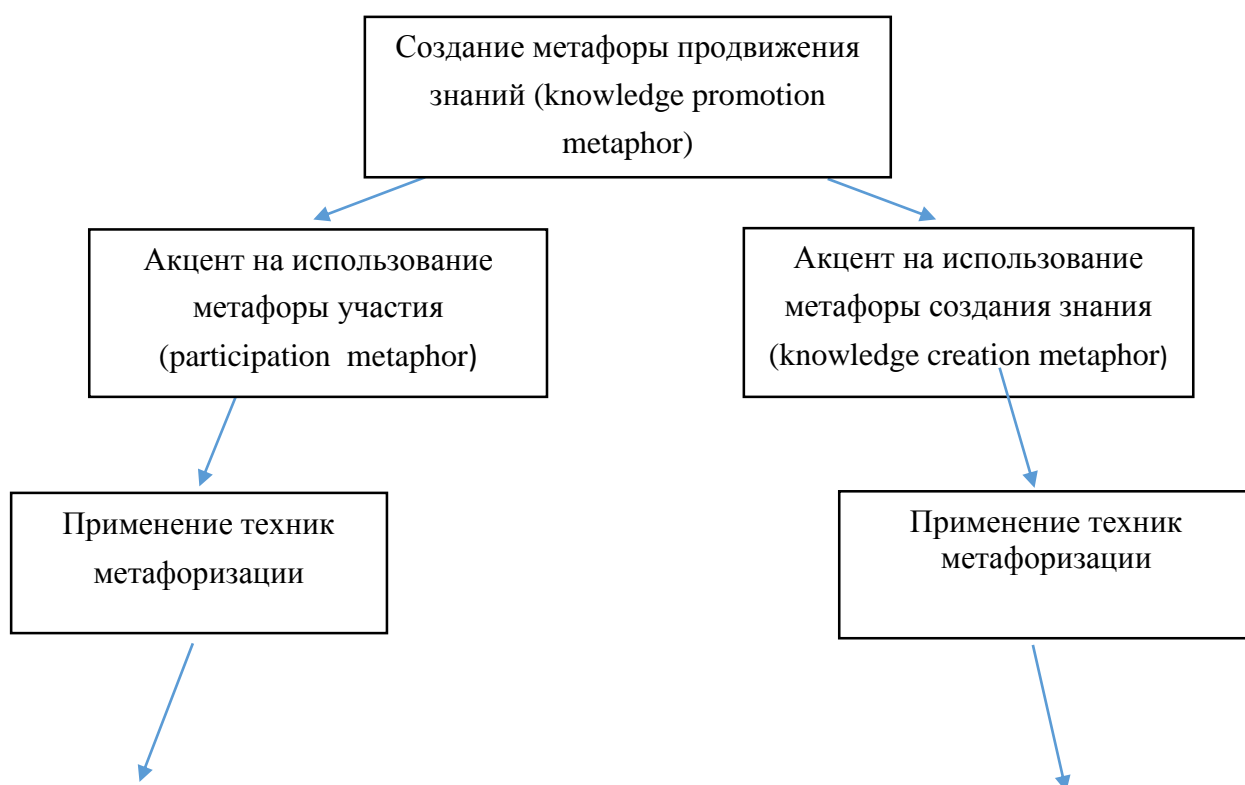 Создание метафоры продвижения
знаний (knowledge promotion
metaphor)
Акцент на использование
метафоры участия
(participation  metaphor)
Акцент на использование
метафоры создания знания
(knowledge creation metaphor)
Применение техник
метафоризации
Применение техник
метафоризации